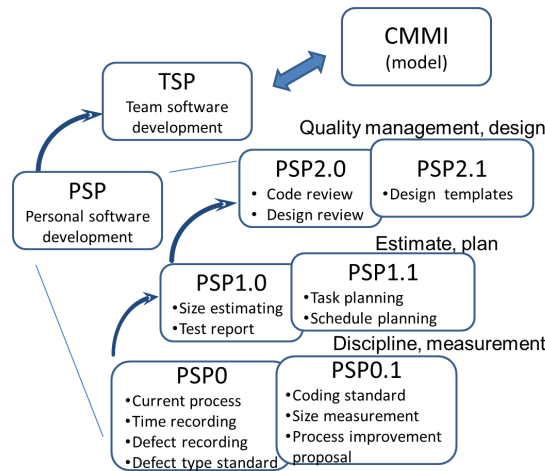 CMMI
(model)
TSP
Team software
development
Quality management, design
PSP
Personal software
development
PSP2.0
• Code review
• Design review
PSP2.1
• Design templates
Estimate, plan
PSP1.0
• Size estimating
• Test report
PSP1.1
• Task planning
• Schedule planning
Discipline, measurement
PSP0
• Current process
• Time recording
• Defect recording
• Defect type standard
PSP0.1
• Coding standard
• Size measurement
• Process improvement
proposal